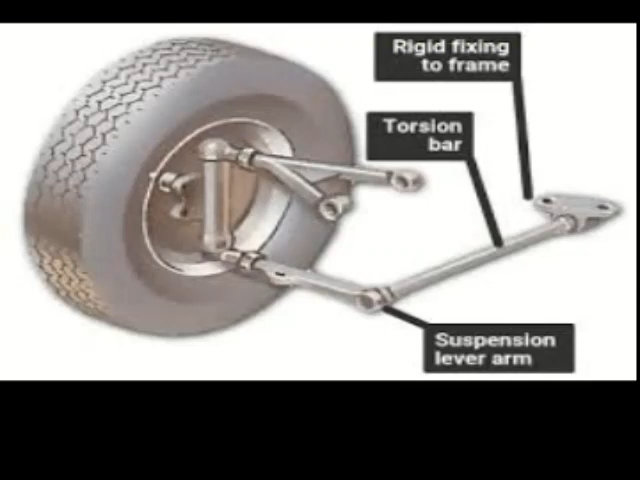 Rigid fixing
to frame
Torsion
bar
Suspension
lever arm